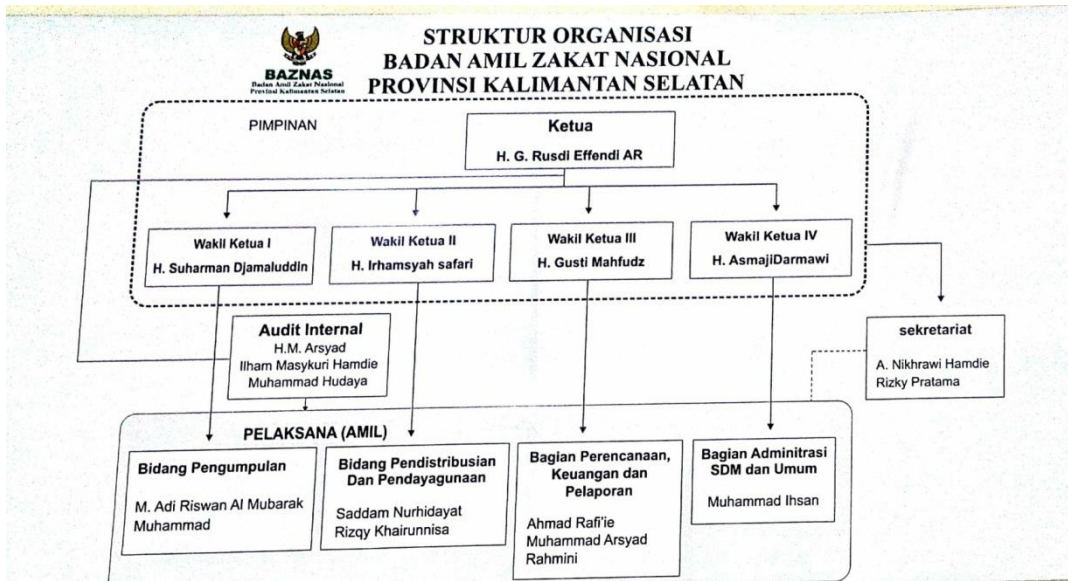 STRUKTUR ORGANISASI
BADAN AMIL ZAKAT NASIONAL
PROVINSI KALIMANTAN SELATAN
BAZNAS
Badan Amil Zakat Nasional
Provinsi Kalimantan Selatan
PIMPINAN
Ketua
H. G. Rusdi Effendi AR
Wakil Ketua I
H. Suharman Djamaluddin
Wakil Ketua II
H. Irhamsyah safari
Wakil Ketua III
H. Gusti Mahfudz
Wakil Ketua IV
H. AsmajiDarmawi
Audit Internal
H.M. Arsyad
Ilham Masykuri Hamdie
Muhammad Hudaya
sekretariat
A. Nikhrawi Hamdie
Rizky Pratama
PELAKSANA (AMIL)
Bidang Pengumpulan
M. Adi Riswan Al Mubarak
Muhammad
Bidang Pendistribusian
Dan Pendayagunaan
Saddam Nurhidayat
Rizqy Khairunnisa
Bagian Perencanaan,
Keuangan dan
Pelaporan
Ahmad Rafi'ie
Muhammad Arsyad
Rahmini
Bagian Adminitrasi
SDM dan Umum
Muhammad Ihsan